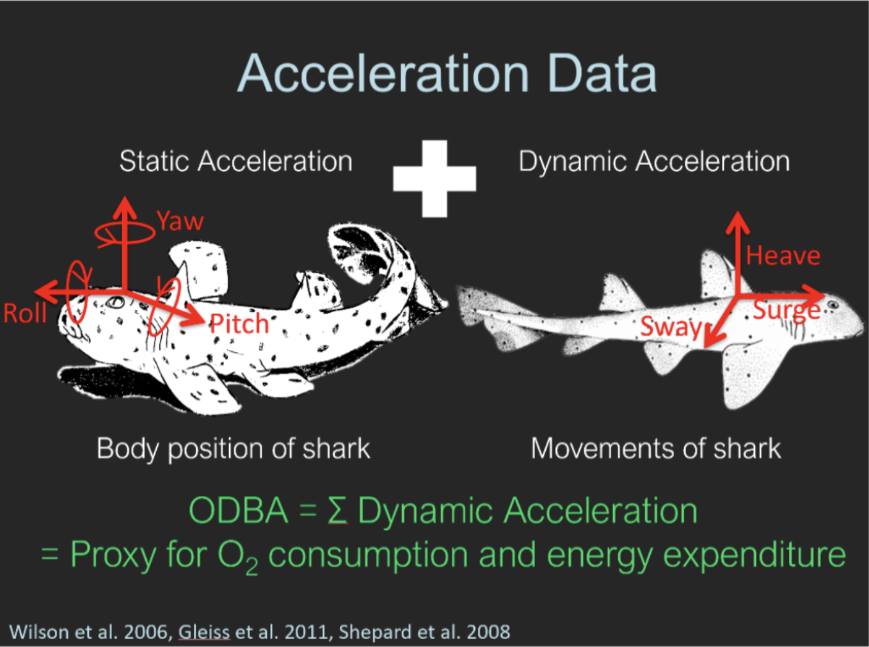 Acceleration Data
Static Acceleration
Dynamic Acceleration
Yaw
Roll
Pitch
Heave
Surge
Sway
Body position of shark
Movements of shark
ODBA = Σ Dynamic Acceleration
= Proxy for O₂ consumption and energy expenditure
Wilson et al. 2006, Gleiss et al. 2011, Shepard et al. 2008